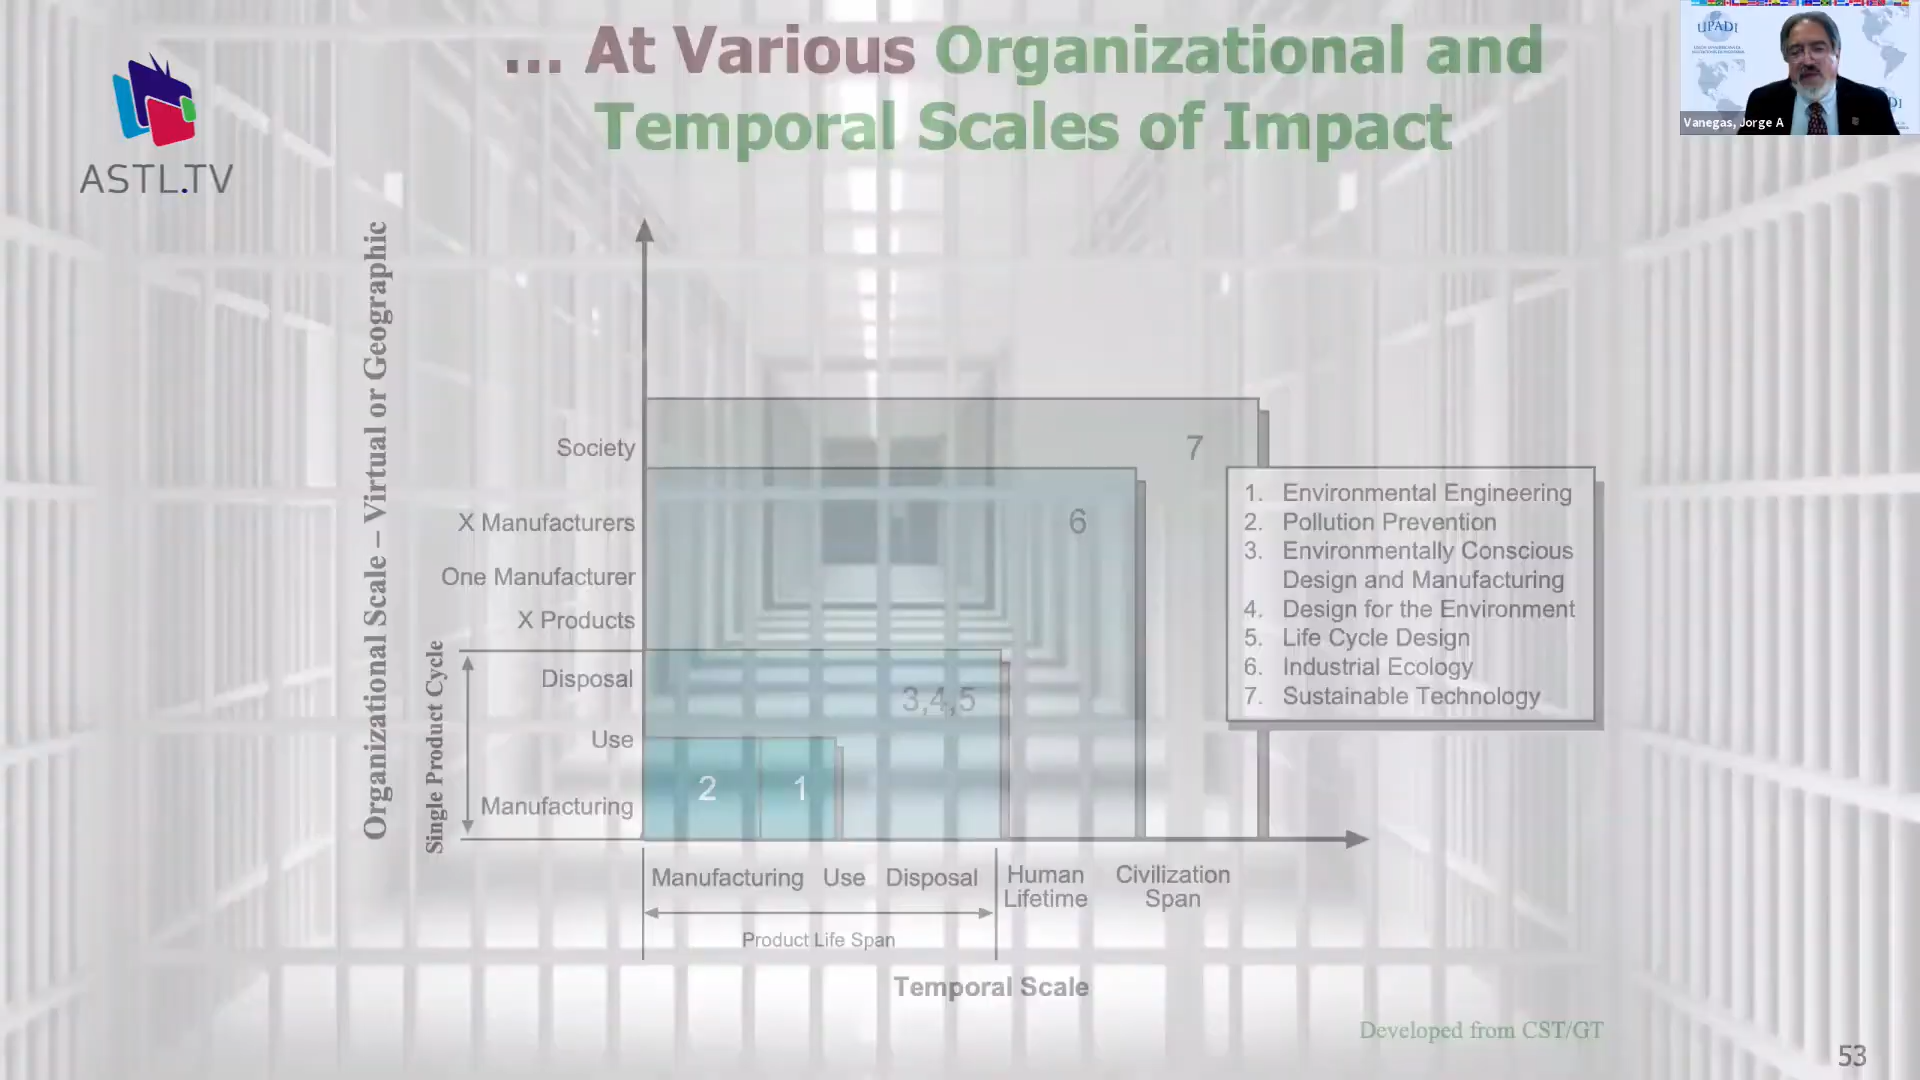 ... At Various Organizational and
Temporal Scales of Impact
ASTL.TV
UPADI
Vanegas, Jorge A
Organizational Scale – Virtual or Geographic
Single Product Cycle
Society
X Manufacturers
One Manufacturer
X Products
Disposal
Use
Manufacturing
7
6
3,4,5
2
1
1. Environmental Engineering
2. Pollution Prevention
3. Environmentally Conscious
Design and Manufacturing
4. Design for the Environment
5. Life Cycle Design
6. Industrial Ecology
7. Sustainable Technology
Manufacturing Use Disposal
Human
Lifetime
Civilization
Span
Product Life Span
Temporal Scale
Developed from CST/GT
53